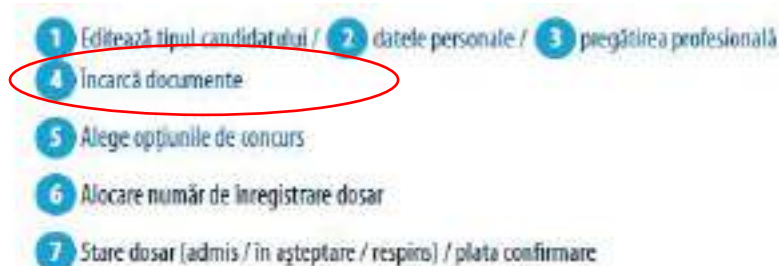 1 Editează tipul candidatului / 2 datele personale / 3 pregătirea profesională
4 Încarcă documente
5 Alege opțiunile de concurs
6 Alocare număr de înregistrare dosar
7 Stare dosar (admis / în așteptare / respins) / plata confirmare